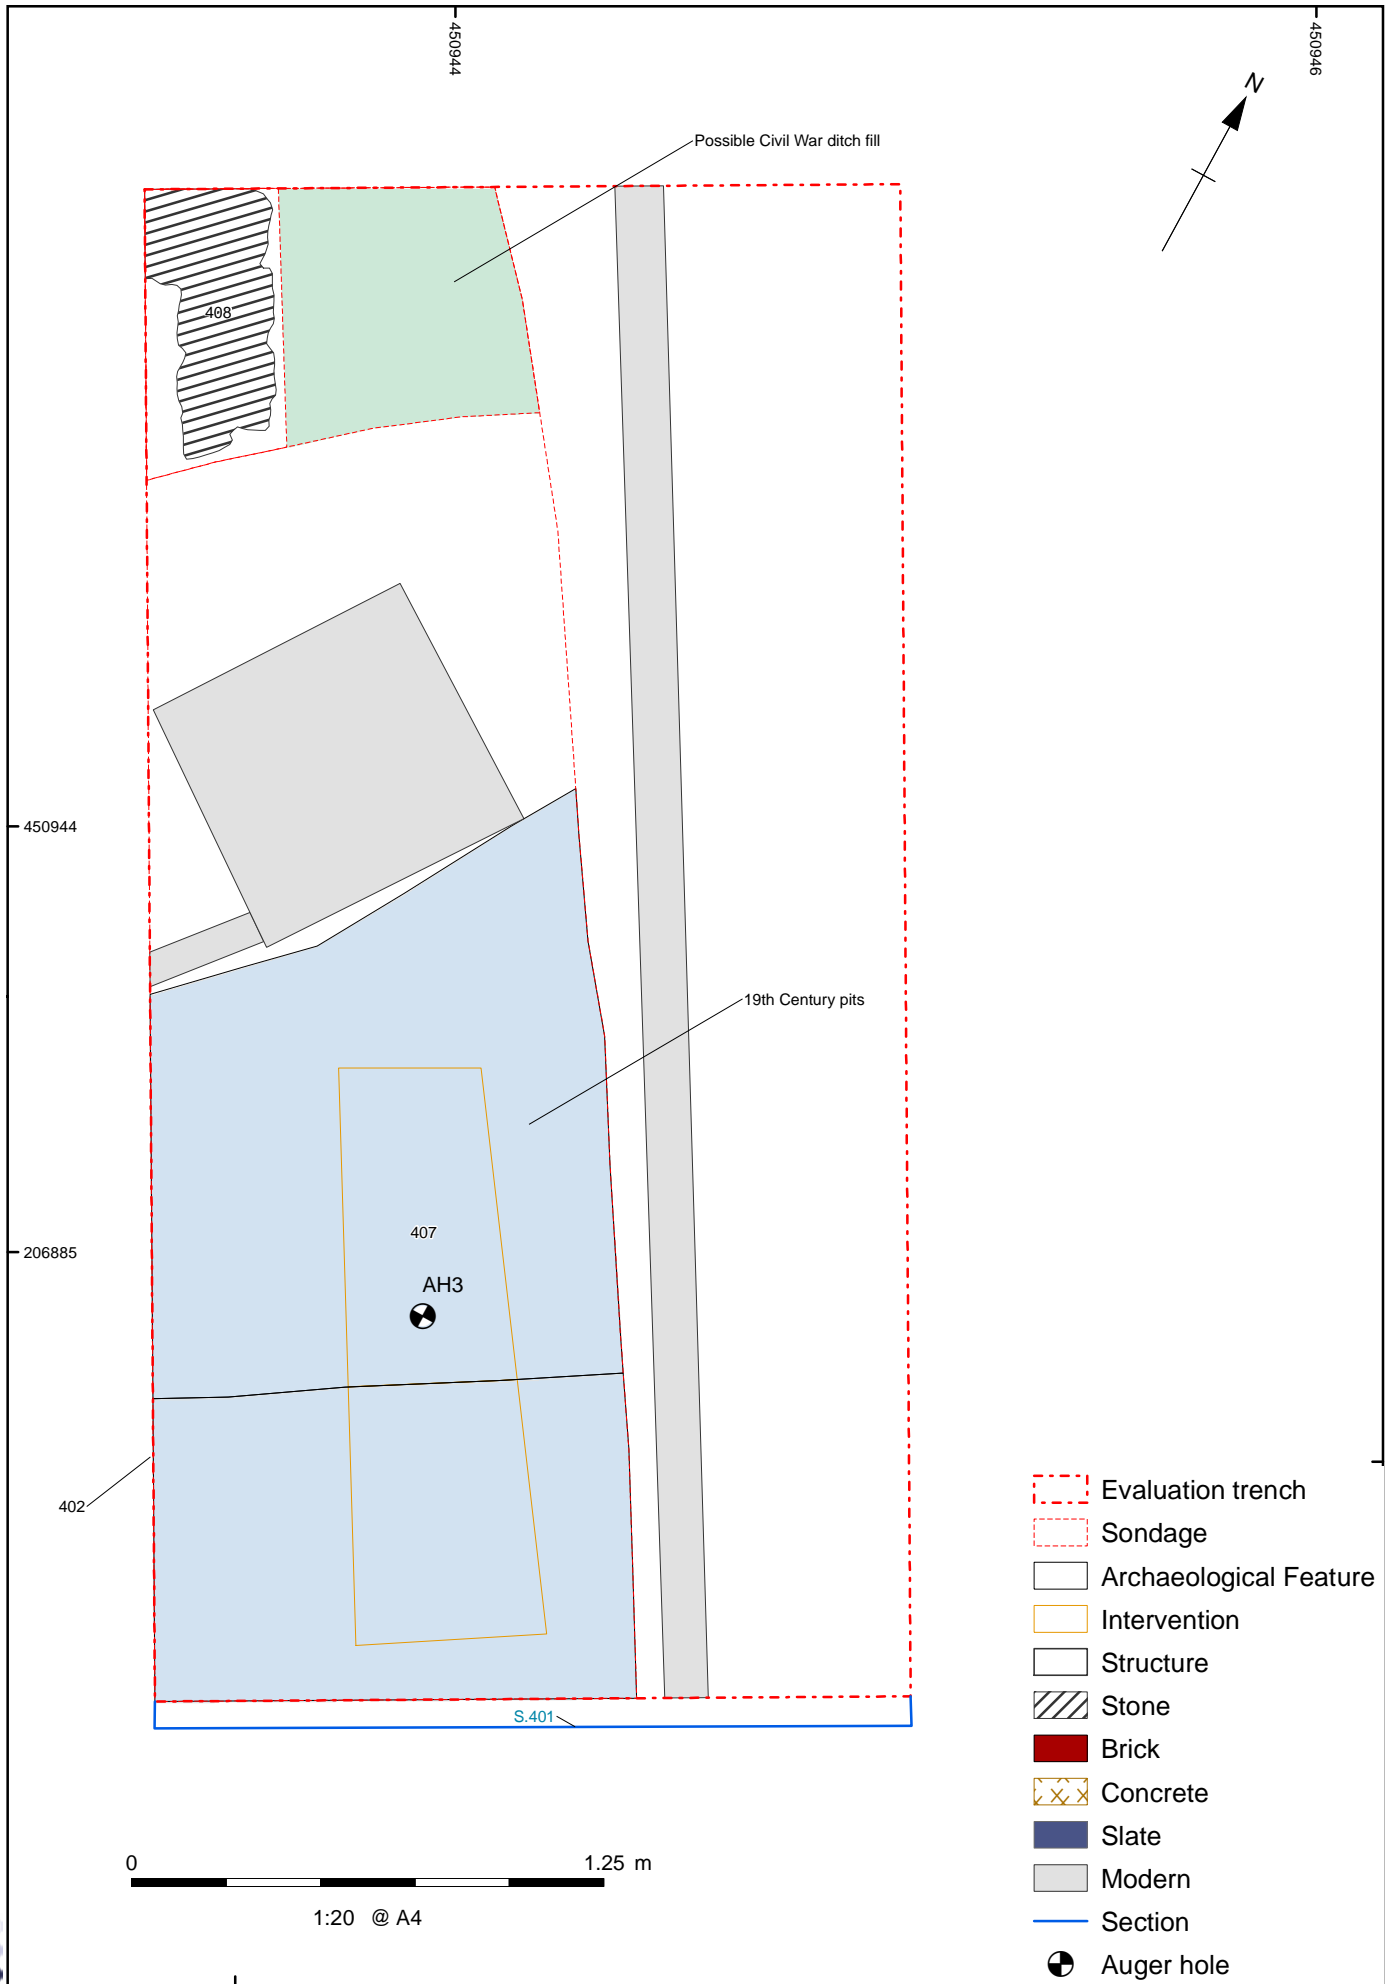 450944
450946
N
Possible Civil War ditch fill
408
450944
19th Century pits
407
206885
AH3
402
S.401
Evaluation trench
Sondage
Archaeological Feature
Intervention
Structure
Stone
Brick
Concrete
Slate
Modern
Section
Auger hole
0 1.25 m
1:20 @ A4